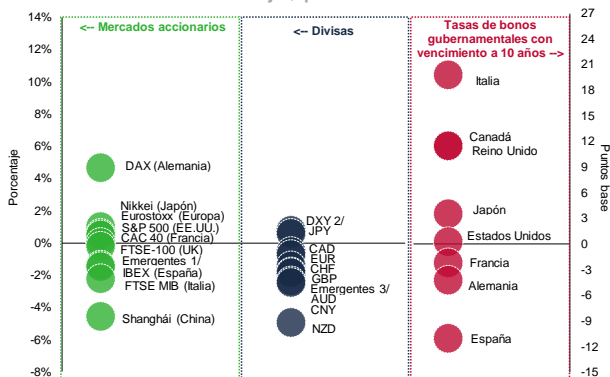 14%
12%
10%
8%
6%
4%
2%
0%
-2%
-4%
-6%
-8%
Porcentaje
<-- Mercados accionarios
DAX (Alemania)
Nikkei (Japón)
Eurostoxx (Europa)
S&P 500 (EE.UU.)
CAC 40 (Francia)
FTSE-100 (UK)
Emergentes 1/
IBEX (España)
FTSE MIB (Italia)
Shanghái (China)
<-- Divisas
DXY 2/
JPY
CAD
EUR
CHF
GBP
Emergentes 3/
AUD
CNY
NZD
Tasas de bonos
gubernamentales con
vencimiento a 10 años -->
Italia
Canadá
Reino Unido
Japón
Estados Unidos
Francia
Alemania
España
27
24
21
18
15
12
9
6
3
0
-3
-6
-9
-12
-15
Puntos base